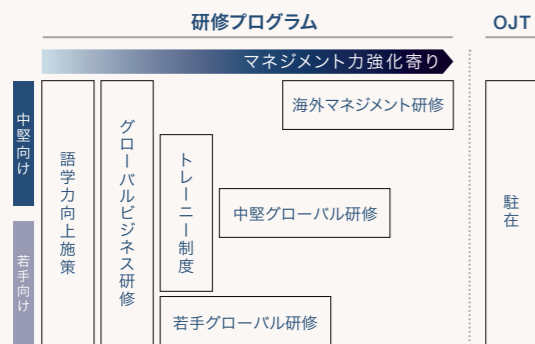 研修プログラム
OJT
マネジメント力強化寄り
中堅向け
若手向け
語学力向上施策
グローバルビジネス研修
トレーニー制度
海外マネジメント研修
中堅グローバル研修
若手グローバル研修
駐在